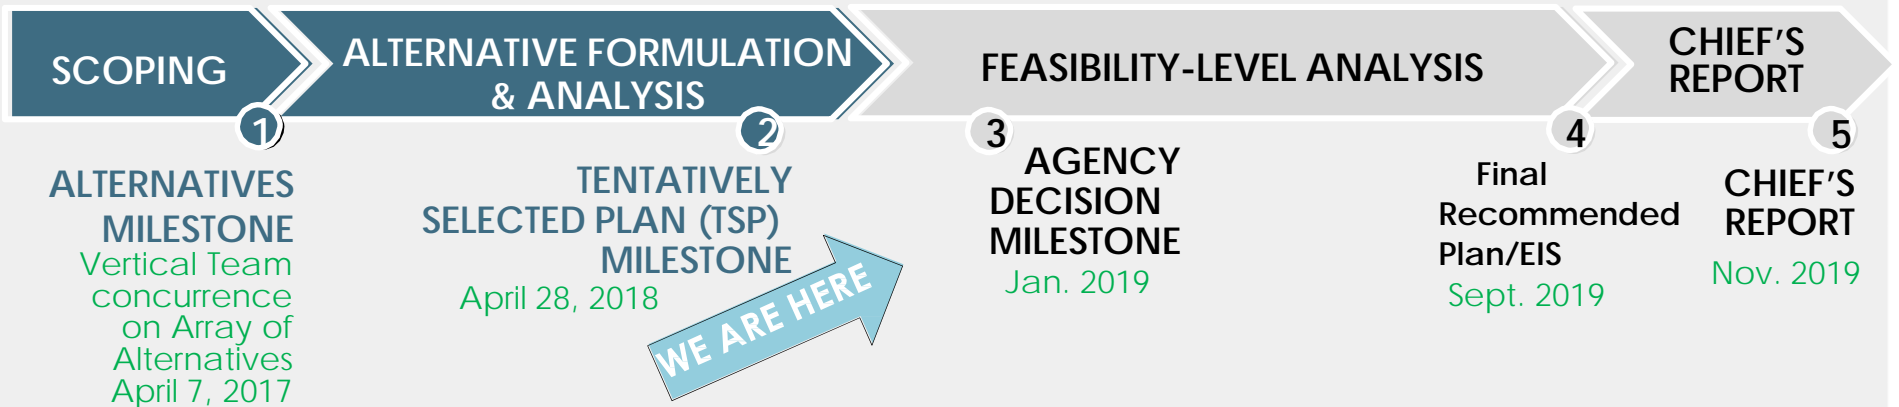 SCOPING
ALTERNATIVE FORMULATION
& ANALYSIS
FEASIBILITY-LEVEL ANALYSIS
CHIEF’S
REPORT
1
2
3
4
5
ALTERNATIVES
MILESTONE
Vertical Team
concurrence
on Array of
Alternatives
April 7, 2017
TENTATIVELY
SELECTED PLAN (TSP)
MILESTONE
April 28, 2018
WE ARE HERE
AGENCY
DECISION
MILESTONE
Jan. 2019
Final
Recommended
Plan/EIS
Sept. 2019
CHIEF’S
REPORT
Nov. 2019